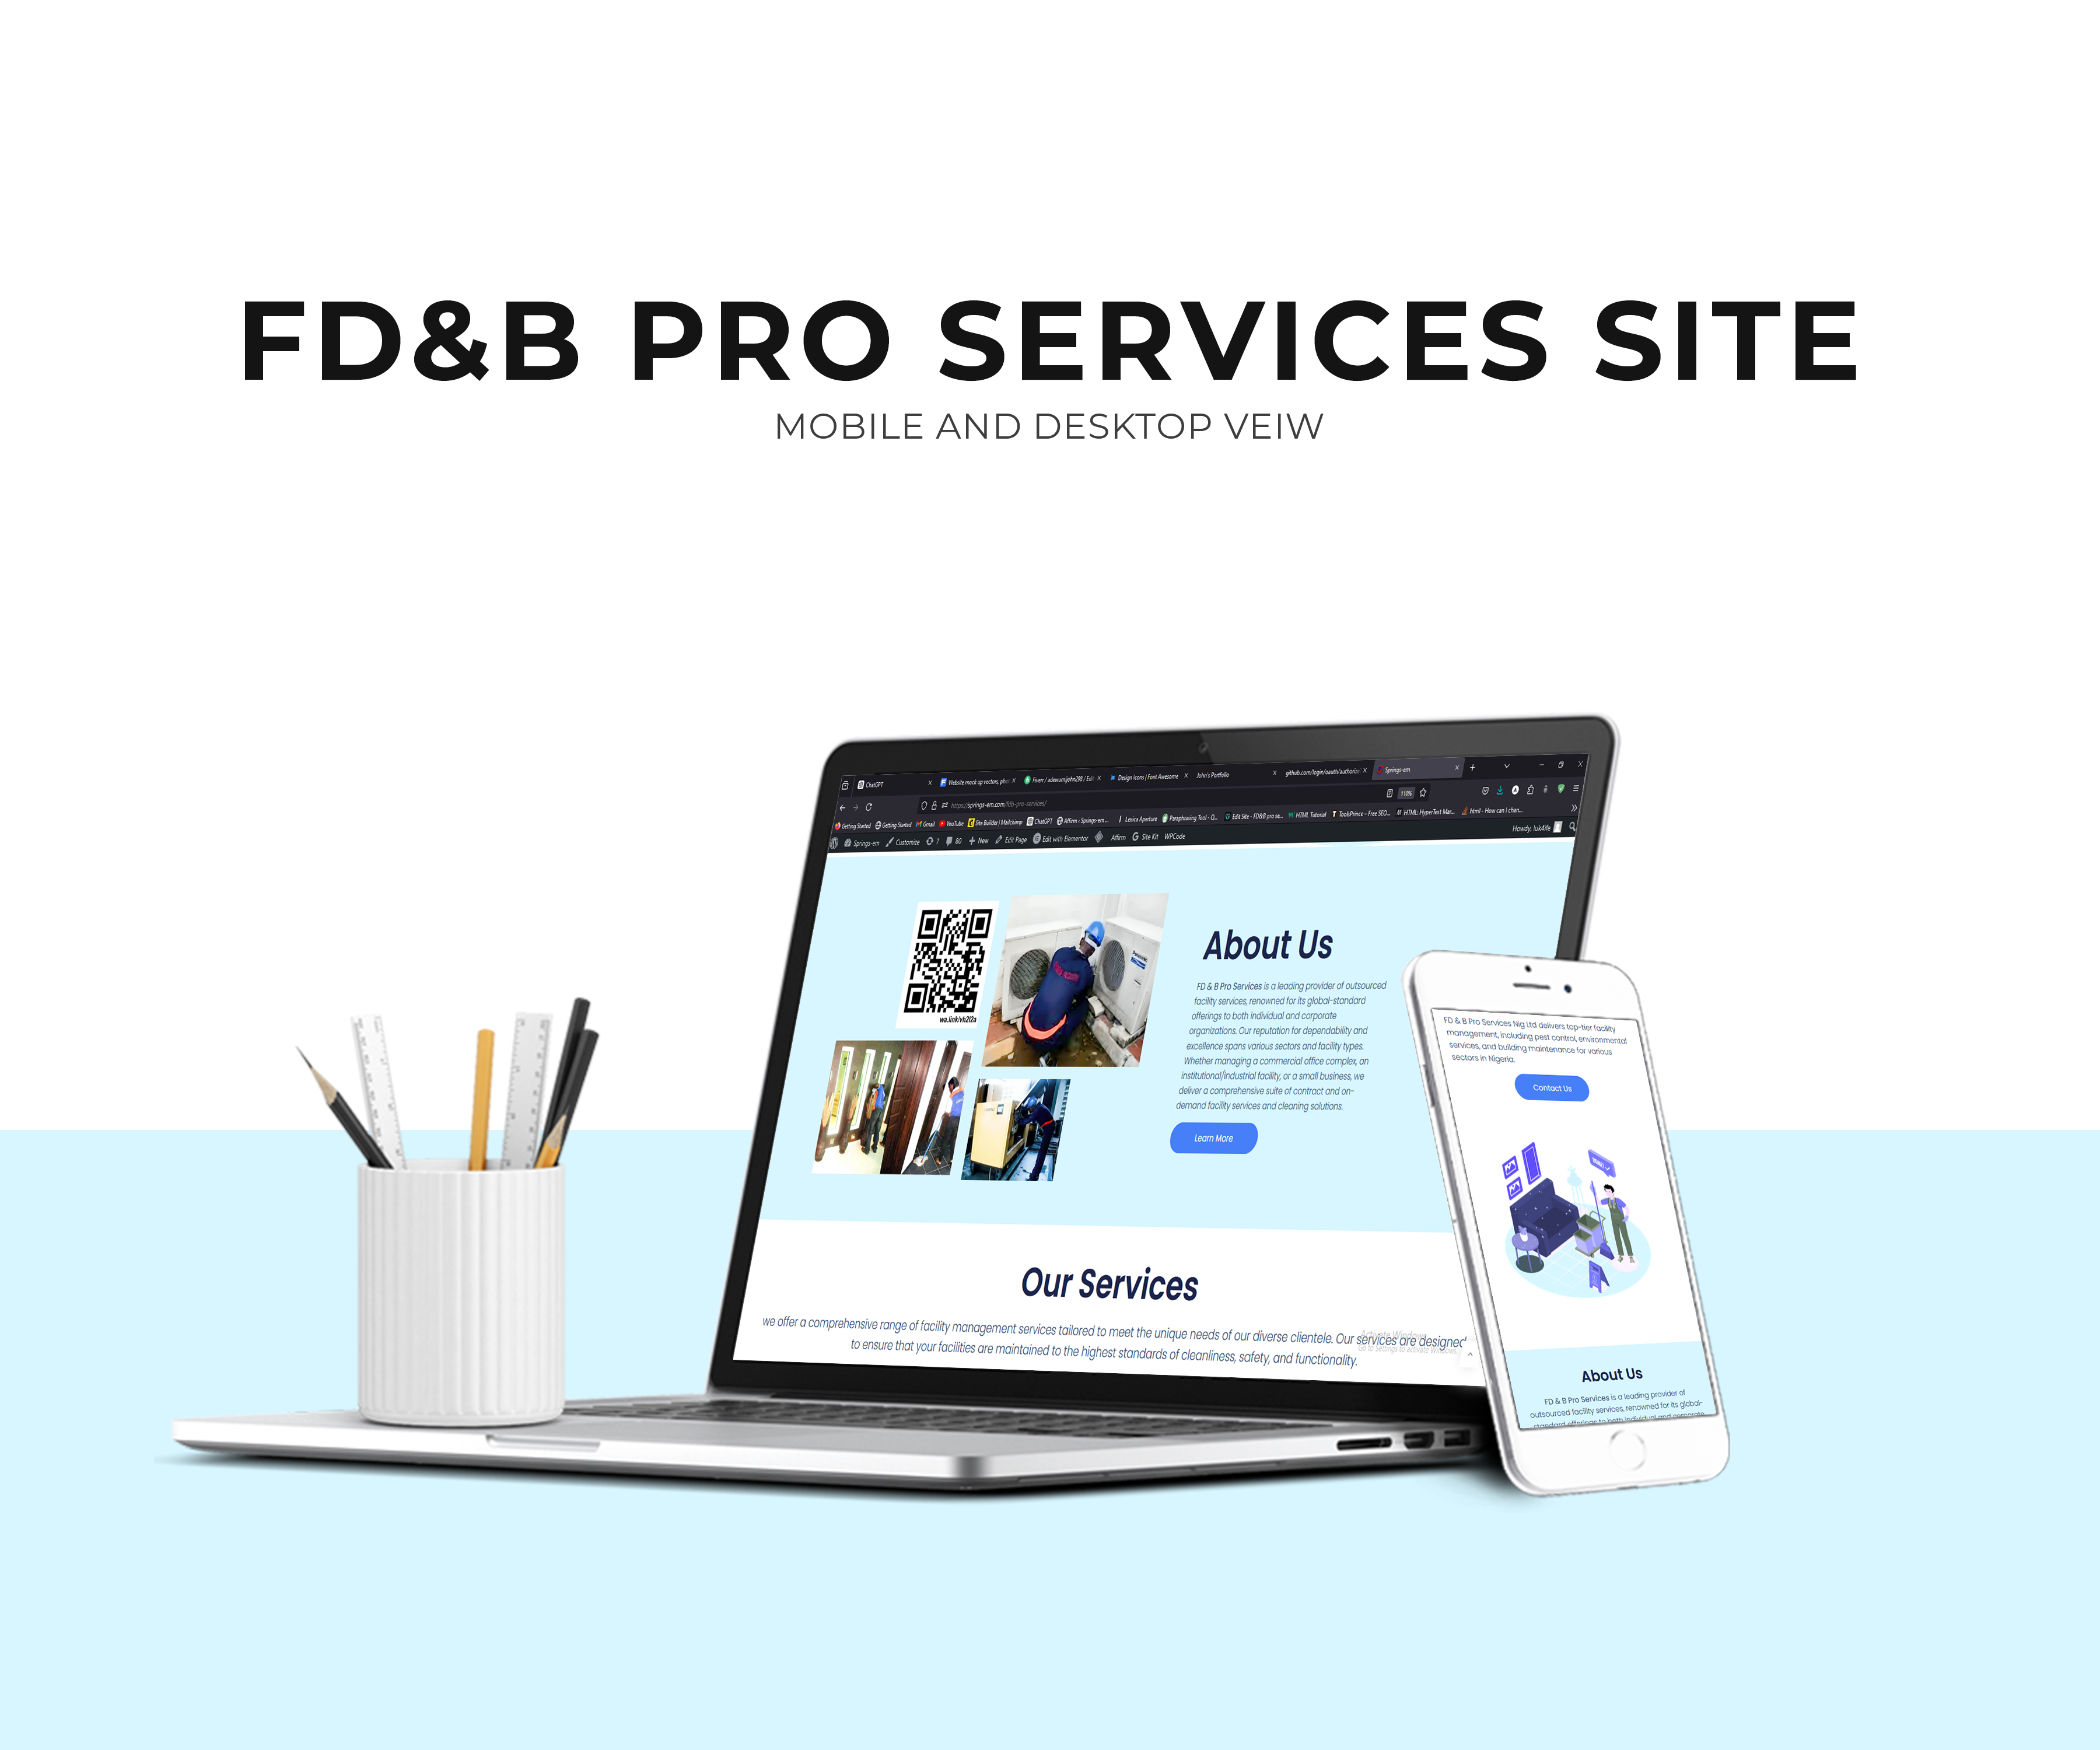 FD&B PRO SERVICES SITE
MOBILE AND DESKTOP VEIW
ChatGPT
Website mock up vectors, pho
Fiverr / adewumijohn298 / Edi
Design Icons | Font Awesome
John's Portfolio
github.com/login/oauth/authorize
Springs-em
https://springs-em.com/fdb-pro-services/
110%
Getting Started
Getting Started
Gmail
YouTube
Site Builder | Mailchimp
ChatGPT
Affirm - Springs-em ...
Lexica Aperture
Paraphrasing Tool - Q...
Edit Site - FD&B pro se...
HTML Tutorial
ToolsPrince – Free SEO...
HTML: HyperText Mar...
html - How can I chan...
Springs-em
Customize
7
80
New
Edit Page
Edit with Elementor
Affirm
Site Kit
WPCode
Howdy, luk4ife
wa.link/vh2l2a
Panasonic
About Us
FD & B Pro Services is a leading provider of outsourced
facility services, renowned for its global-standard
offerings to both individual and corporate
organizations. Our reputation for dependability and
excellence spans various sectors and facility types.
Whether managing a commercial office complex, an
institutional/industrial facility, or a small business, we
deliver a comprehensive suite of contract and on-
demand facility services and cleaning solutions.
Learn More
Our Services
we offer a comprehensive range of facility management services tailored to meet the unique needs of our diverse clientele. Our services are designed
to ensure that your facilities are maintained to the highest standards of cleanliness, safety, and functionality.
Activate Windows
Go to Settings to activate Windows.
FD & B Pro Services Nig Ltd delivers top-tier facility
management, including pest control, environmental
services, and building maintenance for various
sectors in Nigeria.
Contact Us
About Us
FD & B Pro Services is a leading provider of
outsourced facility services, renowned for its global-
standard offerings to both individual and corporate